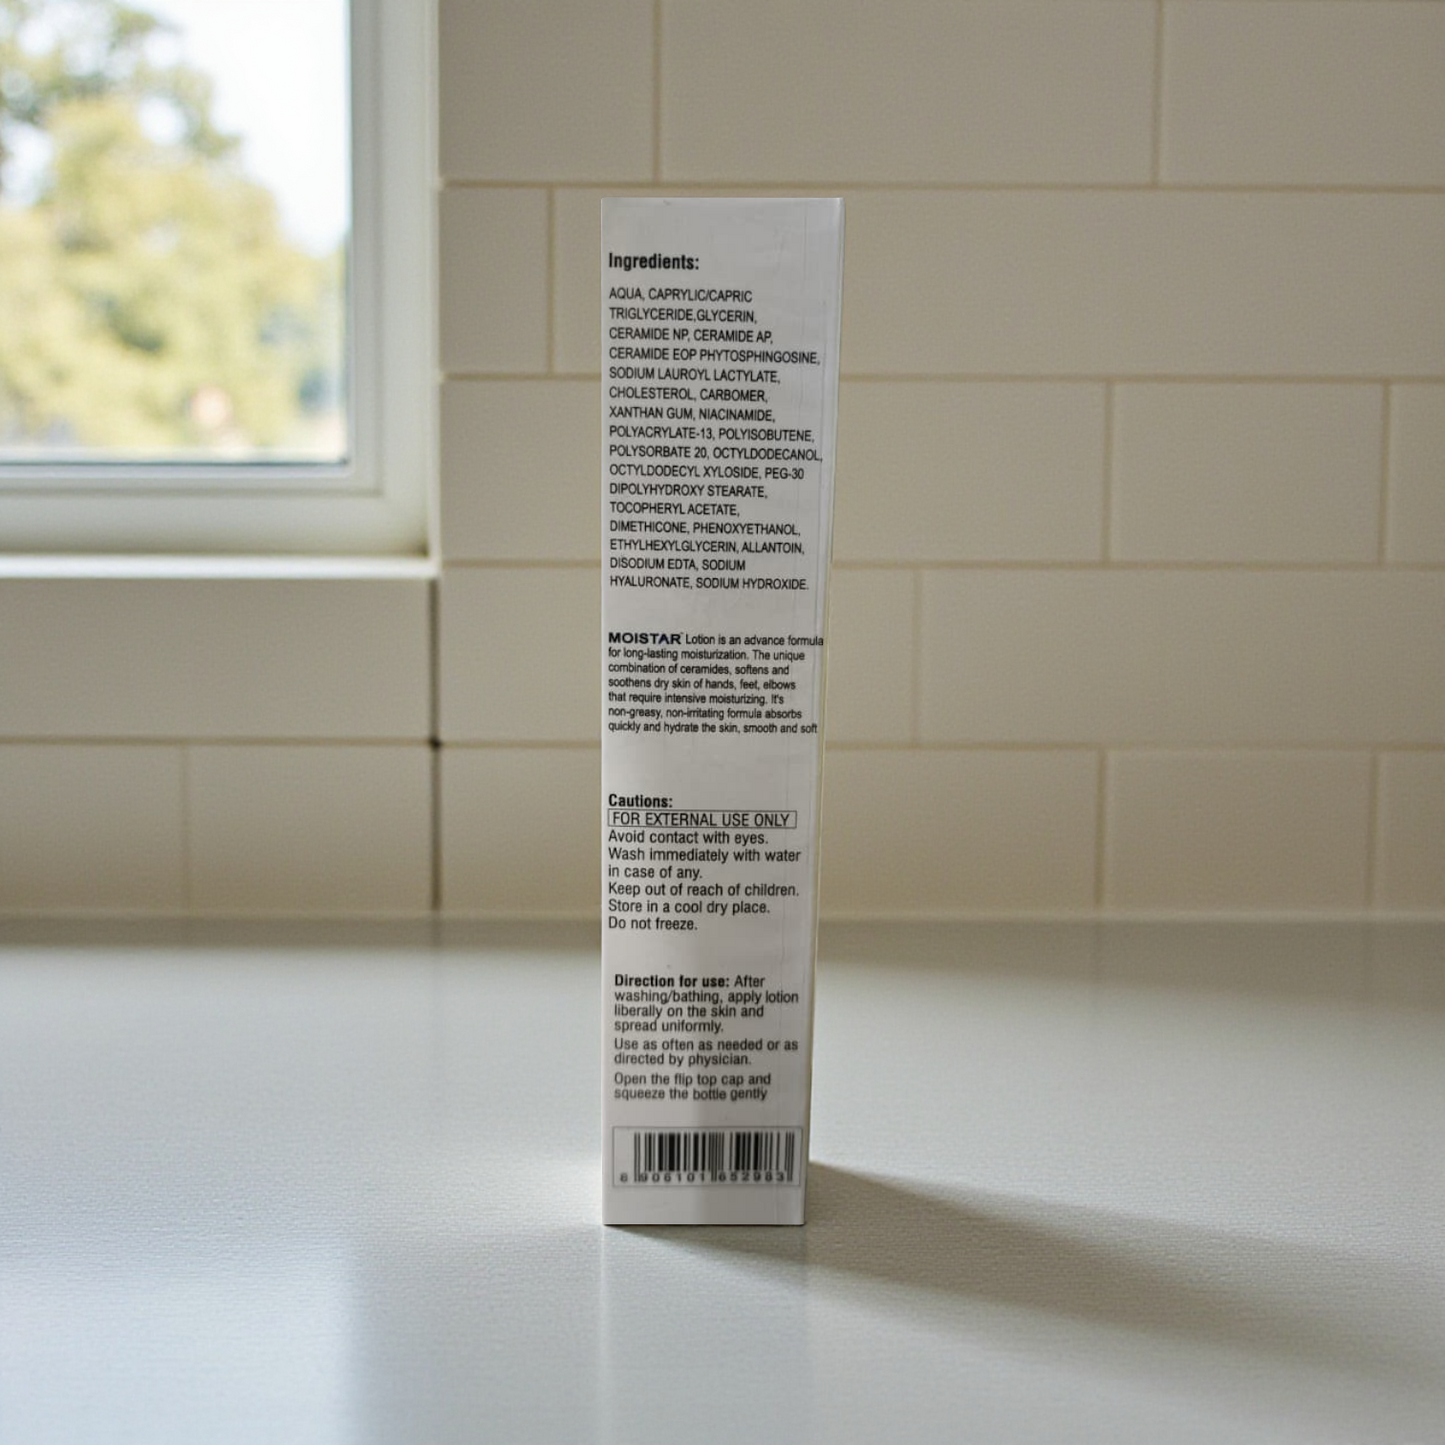 Ingredients:
AQUA, CAPRYLIC/CAPRIC
TRIGLYCERIDE,GLYCERIN,
CERAMIDE NP, CERAMIDE AP,
CERAMIDE EOP PHYTOSPHINGOSINE,
SODIUM LAUROYL LACTYLATE,
CHOLESTEROL, CARBOMER,
XANTHAN GUM, NIACINAMIDE,
POLYACRYLATE-13, POLYISOBUTENE,
POLYSORBATE 20, OCTYLDODECANOL,
OCTYLDODECYL XYLOSIDE, PEG-30
DIPOLYHYDROXY STEARATE,
TOCOPHERYL ACETATE,
DIMETHICONE, PHENOXYETHANOL,
ETHYLHEXYLGLYCERIN, ALLANTOIN,
DISODIUM EDTA, SODIUM
HYALURONATE, SODIUM HYDROXIDE.
MOISTAR Lotion is an advance formula
for long-lasting moisturization. The unique
combination of ceramides, softens and
soothens dry skin of hands, feet, elbows
that require intensive moisturizing. It's
non-greasy, non-irritating formula absorbs
quickly and hydrate the skin, smooth and soft
Cautions:
FOR EXTERNAL USE ONLY
Avoid contact with eyes.
Wash immediately with water
in case of any.
Keep out of reach of children.
Store in a cool dry place.
Do not freeze.
Direction for use: After
washing/bathing, apply lotion
liberally on the skin and
spread uniformly.
Use as often as needed or as
directed by physician.
Open the flip top cap and
squeeze the bottle gently
8 906101 652983